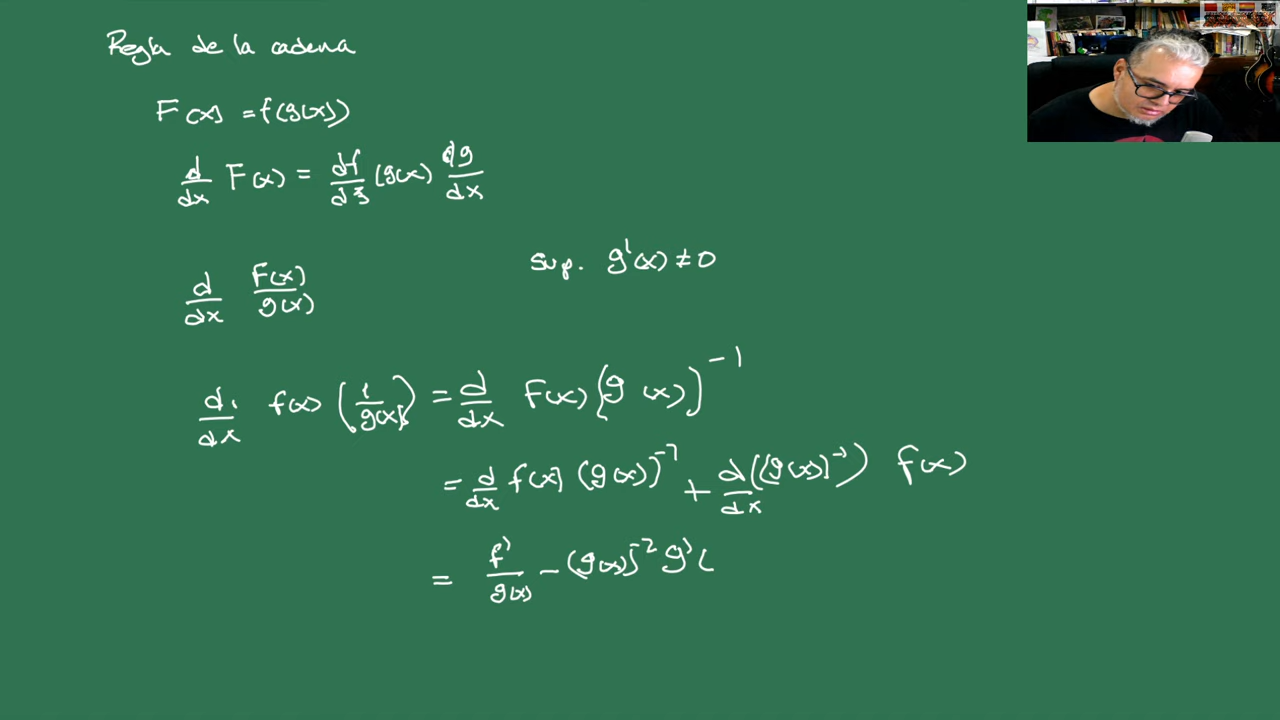 Regla de la cadena
F(x) = f(g(x))
d/dx F(x) = df/dξ (g(x)) dg/dx
sup. g'(x) ≠ 0
d/dx F(x)/g(x)
d/dx f(x) (1/g(x)) = d/dx F(x) (g(x))^-1
= d/dx f(x) (g(x))^-1 + d/dx ((g(x))^-1) f(x)
= f'/g(x) - (g(x))^-2 g'(